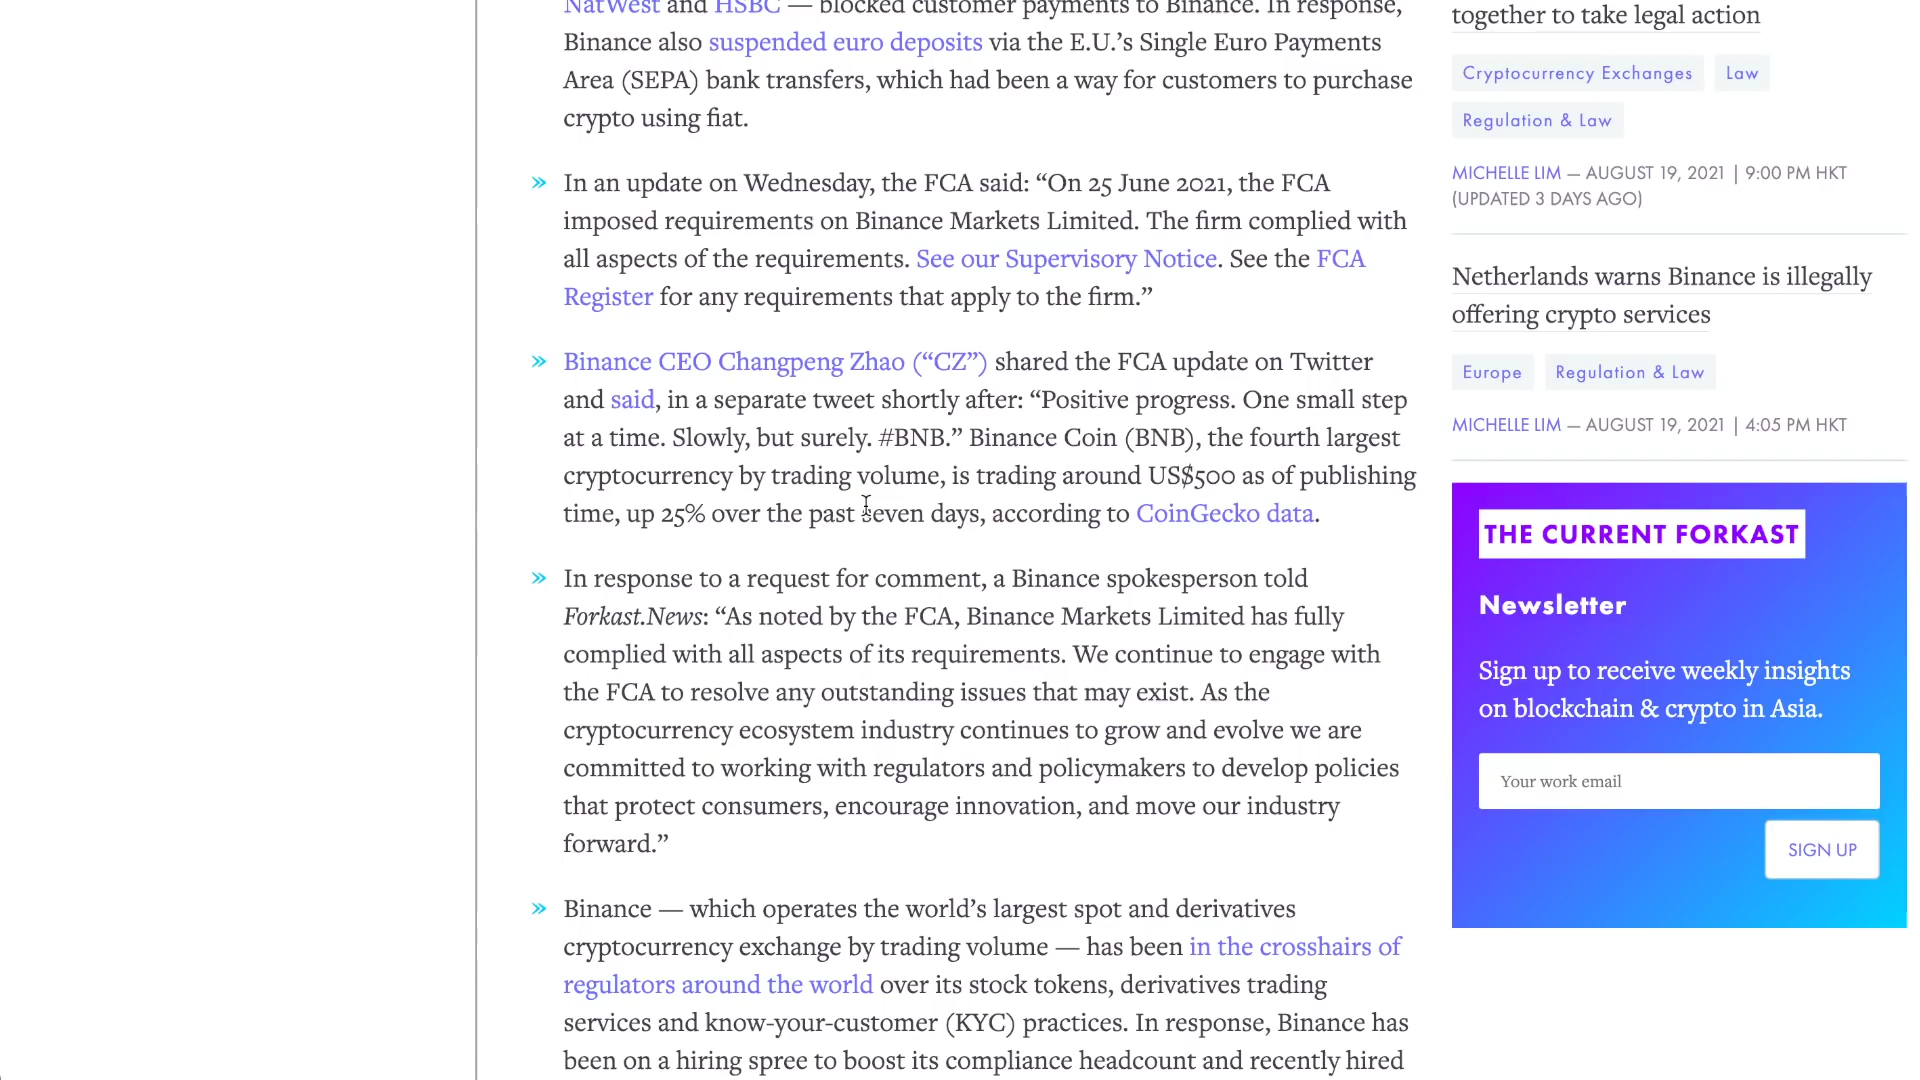 NatWest and HSBC — blocked customer payments to Binance. In response,
Binance also suspended euro deposits via the E.U.’s Single Euro Payments
Area (SEPA) bank transfers, which had been a way for customers to purchase
crypto using fiat.
» In an update on Wednesday, the FCA said: “On 25 June 2021, the FCA
imposed requirements on Binance Markets Limited. The firm complied with
all aspects of the requirements. See our Supervisory Notice. See the FCA
Register for any requirements that apply to the firm.”
» Binance CEO Changpeng Zhao (“CZ”) shared the FCA update on Twitter
and said, in a separate tweet shortly after: “Positive progress. One small step
at a time. Slowly, but surely. #BNB.” Binance Coin (BNB), the fourth largest
cryptocurrency by trading volume, is trading around US$500 as of publishing
time, up 25% over the past seven days, according to CoinGecko data.
» In response to a request for comment, a Binance spokesperson told
Forkast.News: “As noted by the FCA, Binance Markets Limited has fully
complied with all aspects of its requirements. We continue to engage with
the FCA to resolve any outstanding issues that may exist. As the
cryptocurrency ecosystem industry continues to grow and evolve we are
committed to working with regulators and policymakers to develop policies
that protect consumers, encourage innovation, and move our industry
forward.”
» Binance — which operates the world’s largest spot and derivatives
cryptocurrency exchange by trading volume — has been in the crosshairs of
regulators around the world over its stock tokens, derivatives trading
services and know-your-customer (KYC) practices. In response, Binance has
been on a hiring spree to boost its compliance headcount and recently hired
together to take legal action
Cryptocurrency Exchanges Law
Regulation & Law
MICHELLE LIM — AUGUST 19, 2021 | 9:00 PM HKT
(UPDATED 3 DAYS AGO)
Netherlands warns Binance is illegally
offering crypto services
Europe Regulation & Law
MICHELLE LIM — AUGUST 19, 2021 | 4:05 PM HKT
THE CURRENT FORKAST
Newsletter
Sign up to receive weekly insights
on blockchain & crypto in Asia.
Your work email
SIGN UP